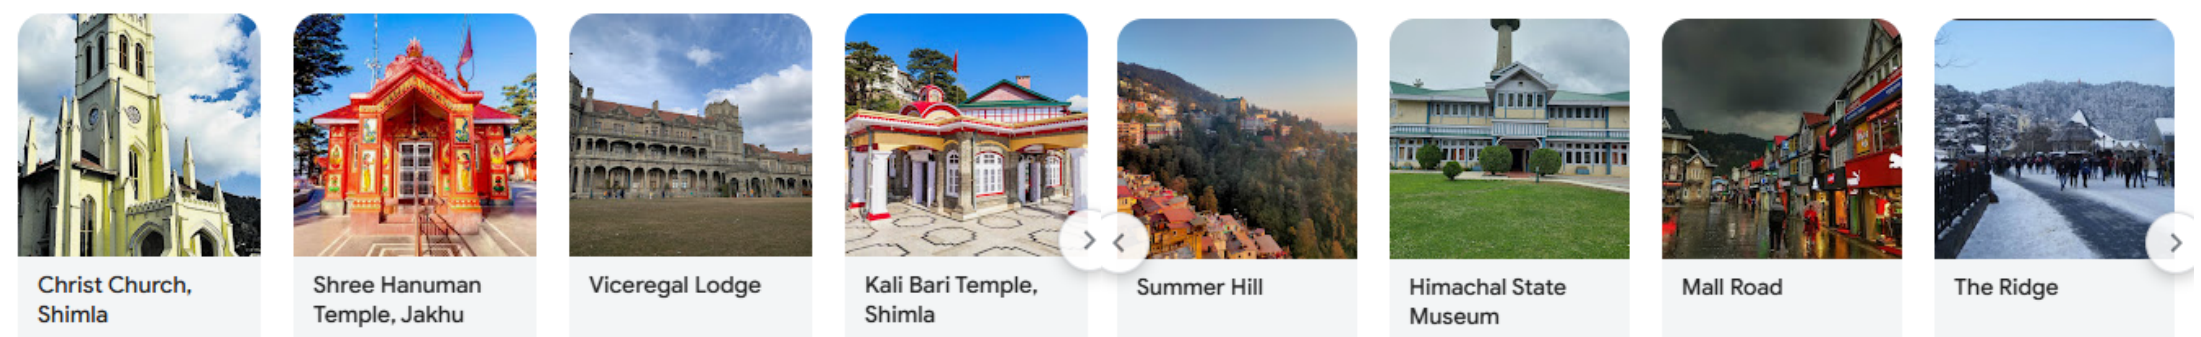 Christ Church,
Shimla
Shree Hanuman
Temple, Jakhu
Viceregal Lodge
Kali Bari Temple,
Shimla
Summer Hill
Himachal State
Museum
Mall Road
The Ridge